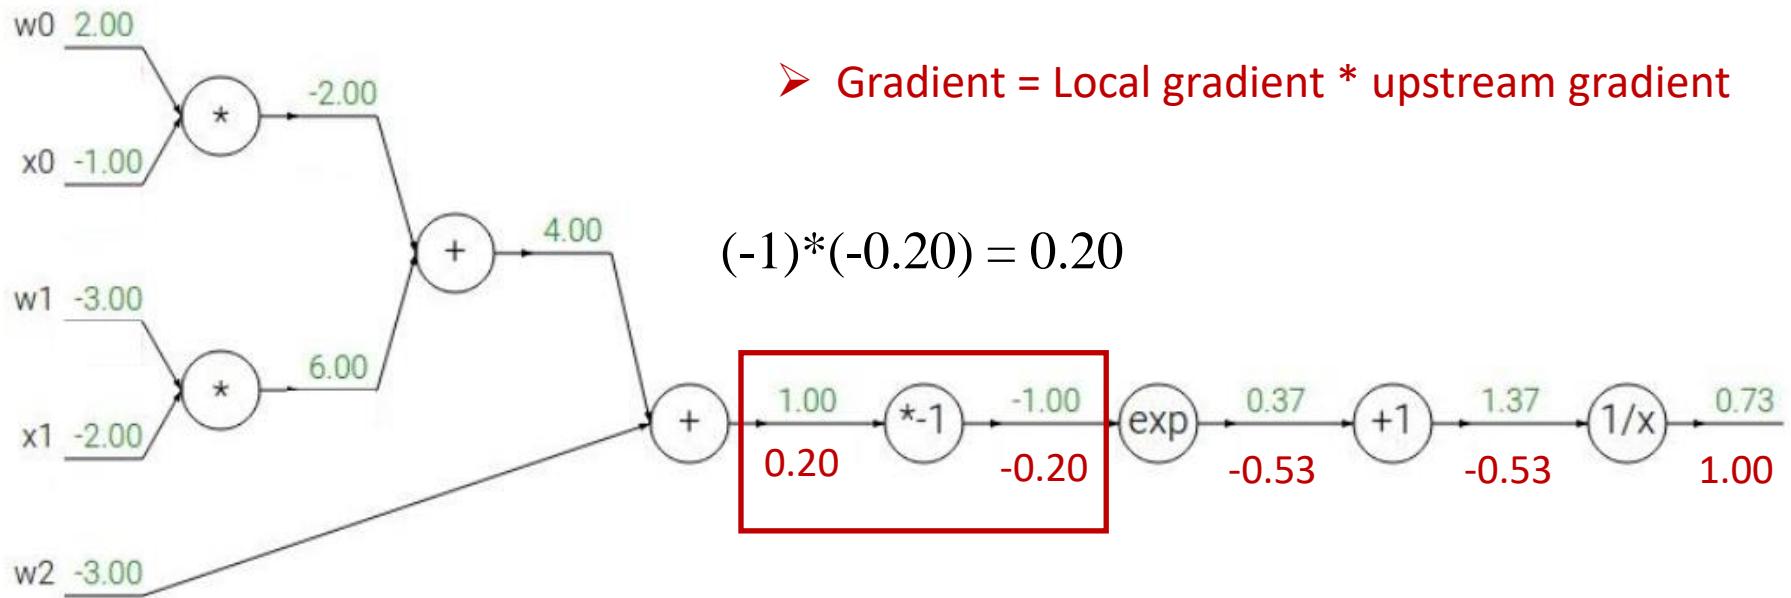 w0 2.00
-2.00
➢ Gradient = Local gradient * upstream gradient
*
x0 -1.00
4.00
(-1)*(-0.20) = 0.20
+
w1 -3.00
6.00
*
x1 -2.00
1.00 -1.00 0.37 1.37 0.73
+ *-1 exp +1 1/x
0.20 -0.20 -0.53 -0.53 1.00
w2 -3.00